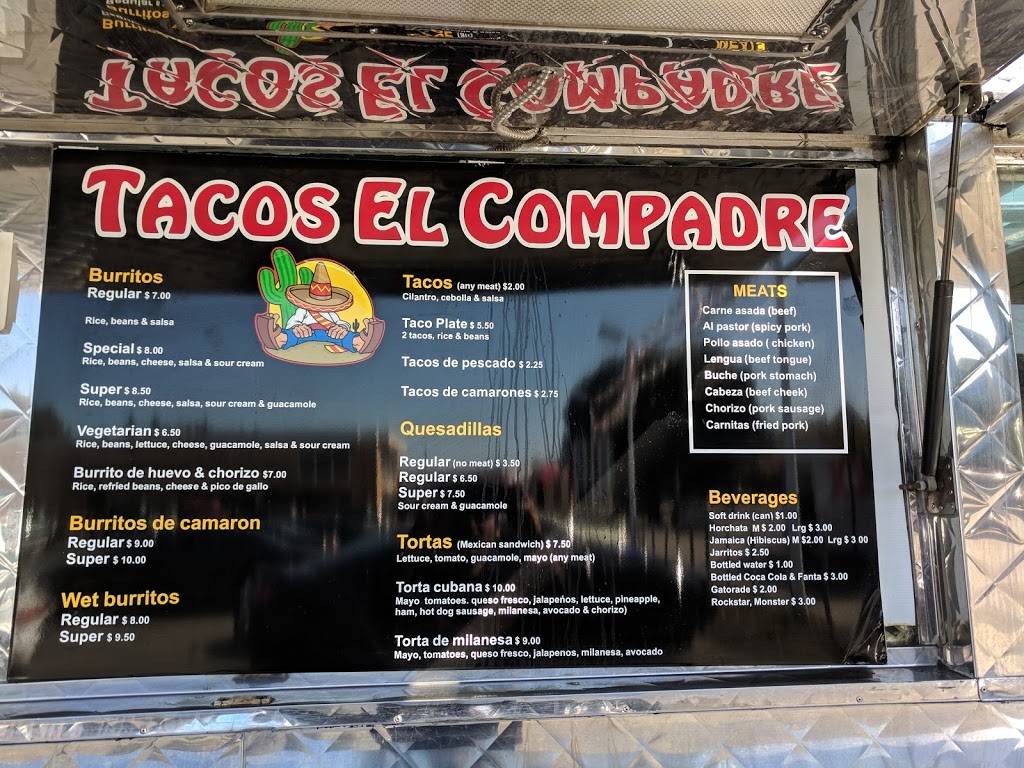 Burritos
Regular
TACOS EL COMPADRE
TACOS EL COMPADRE
Burritos
Regular $ 7.00
Rice, beans & salsa
Special $ 8.00
Rice, beans, cheese, salsa & sour cream
Super $ 8.50
Rice, beans, cheese, salsa, sour cream & guacamole
Vegetarian $ 6.50
Rice, beans, lettuce, cheese, guacamole, salsa & sour cream
Burrito de huevo & chorizo $7.00
Rice, refried beans, cheese & pico de gallo
Burritos de camaron
Regular $ 9.00
Super $ 10.00
Wet burritos
Regular $ 8.00
Super $ 9.50
Tacos (any meat) $2.00
Cilantro, cebolla & salsa
Taco Plate $ 5.50
2 tacos, rice & beans
Tacos de pescado $ 2.25
Tacos de camarones $ 2.75
Quesadillas
Regular (no meat) $ 3.50
Regular $ 6.50
Super $ 7.50
Sour cream & guacamole
Tortas (Mexican sandwich) $ 7.50
Lettuce, tomato, guacamole, mayo (any meat)
Torta cubana $ 10.00
Mayo tomatoes. queso fresco, jalapeños, lettuce, pineapple,
ham, hot dog sausage, milanesa, avocado & chorizo)
Torta de milanesa $ 9.00
Mayo, tomatoes, queso fresco, jalapenos, milanesa, avocado
MEATS
Carne asada (beef)
Al pastor (spicy pork)
Pollo asado ( chicken)
Lengua (beef tongue)
Buche (pork stomach)
Cabeza (beef cheek)
Chorizo (pork sausage)
Carnitas (fried pork)
Beverages
Soft drink (can) $1.00
Horchata M $ 2.00 Lrg $ 3.00
Jamaica (Hibiscus) M $2.00 Lrg $ 3 00
Jarritos $ 2.50
Bottled water $ 1.00
Bottled Coca Cola & Fanta $ 3.00
Gatorade $ 2.00
Rockstar, Monster $ 3.00